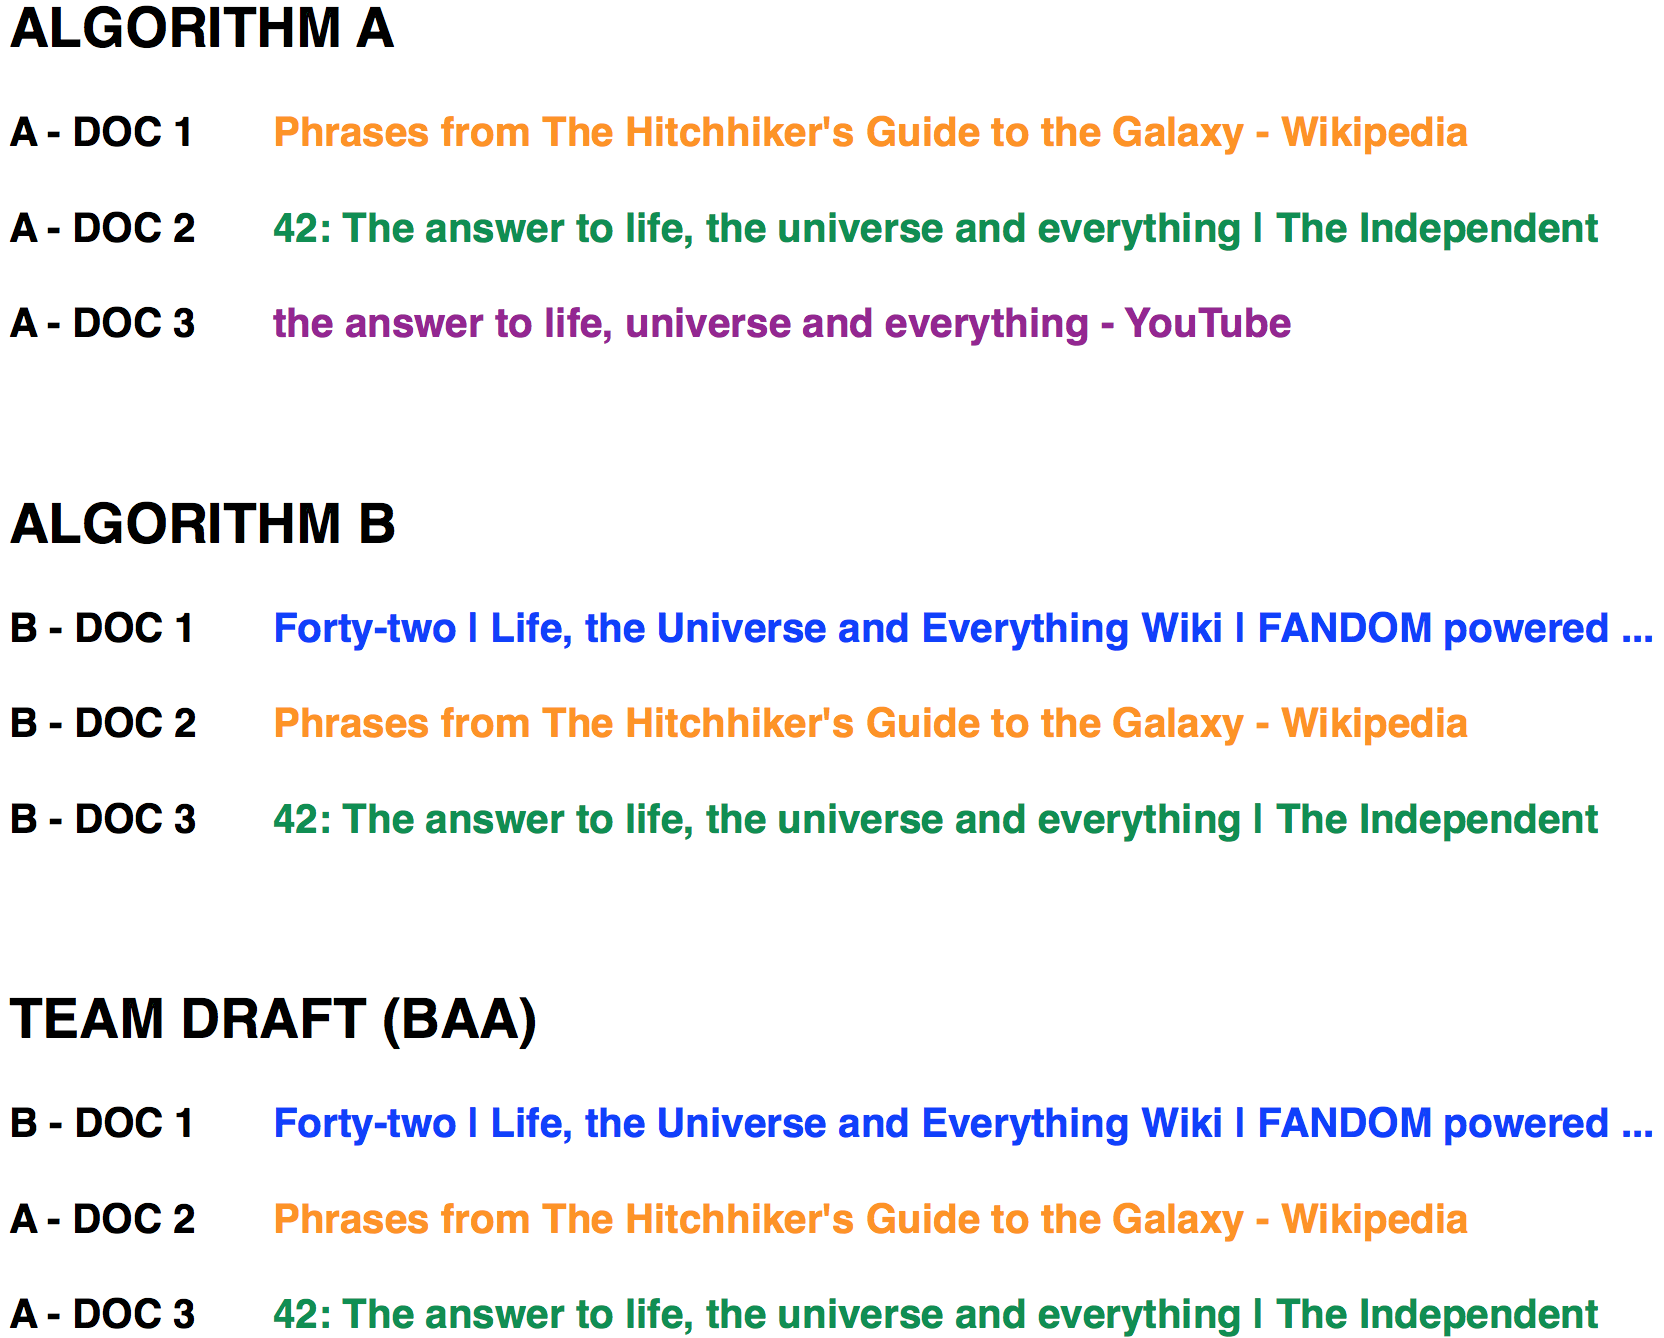 ALGORITHM A
A - DOC 1 Phrases from The Hitchhiker's Guide to the Galaxy - Wikipedia
A - DOC 2 42: The answer to life, the universe and everything | The Independent
A - DOC 3 the answer to life, universe and everything - YouTube
ALGORITHM B
B - DOC 1 Forty-two | Life, the Universe and Everything Wiki | FANDOM powered ...
B - DOC 2 Phrases from The Hitchhiker's Guide to the Galaxy - Wikipedia
B - DOC 3 42: The answer to life, the universe and everything | The Independent
TEAM DRAFT (BAA)
B - DOC 1 Forty-two | Life, the Universe and Everything Wiki | FANDOM powered ...
A - DOC 2 Phrases from The Hitchhiker's Guide to the Galaxy - Wikipedia
A - DOC 3 42: The answer to life, the universe and everything | The Independent